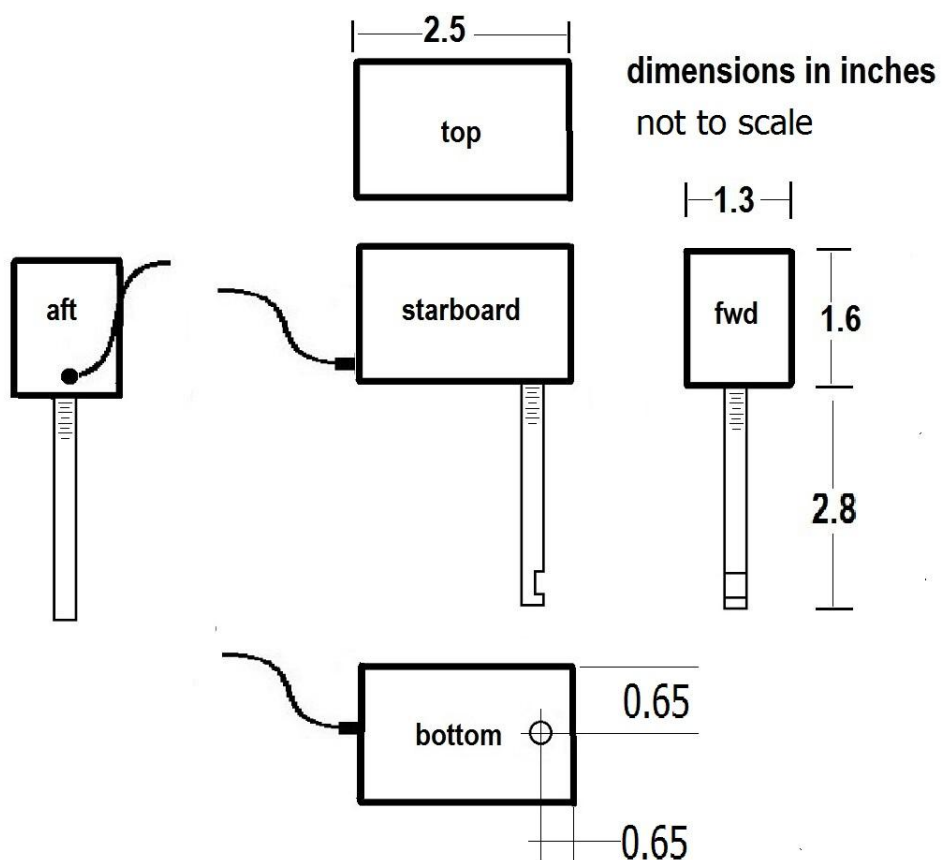 2.5
dimensions in inches
top
not to scale
1.3
aft
starboard
fwd
1.6
2.8
0.65
bottom
0.65